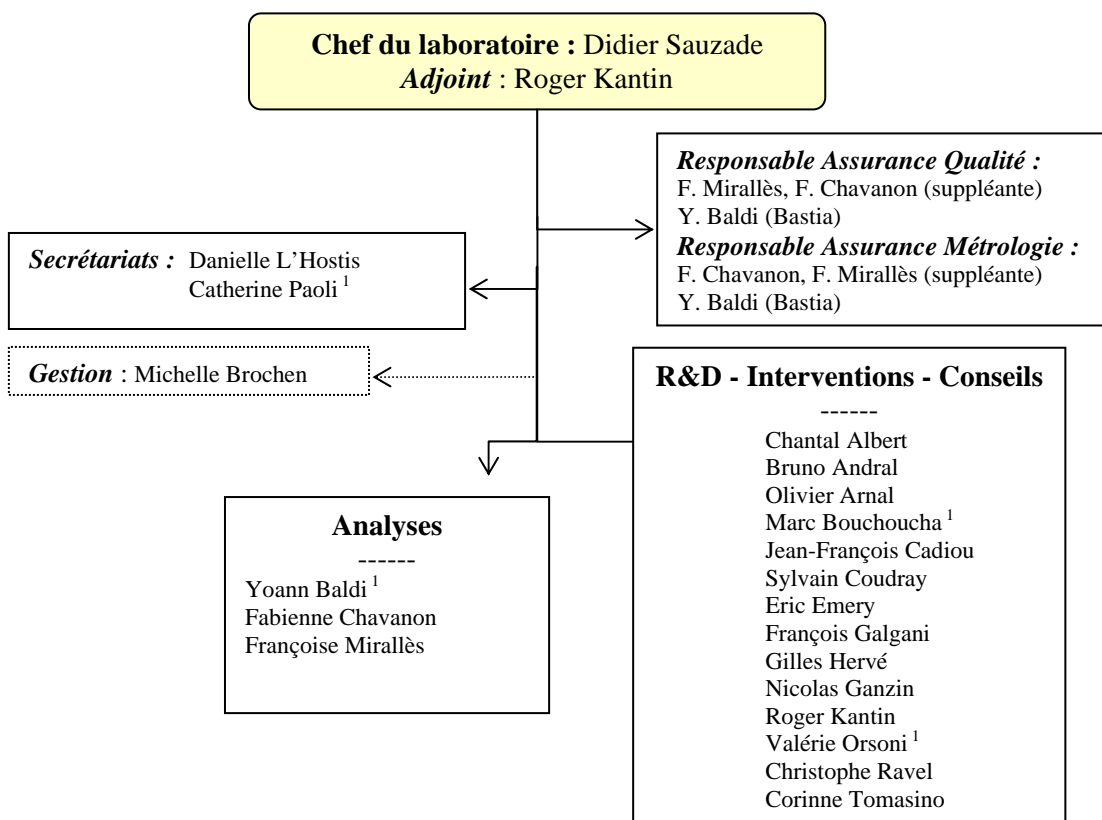 Chef du laboratoire : Didier Sauzade
Adjoint : Roger Kantin
Responsable Assurance Qualité :
F. Mirallès, F. Chavanon (suppléante)
Y. Baldi (Bastia)
Responsable Assurance Métrologie :
F. Chavanon, F. Mirallès (suppléante)
Y. Baldi (Bastia)
Secrétariats : Danielle L’Hostis
Catherine Paoli 1
Gestion : Michelle Brochen
R&D - Interventions - Conseils
------
Chantal Albert
Bruno Andral
Olivier Arnal
Marc Bouchoucha 1
Jean-François Cadiou
Sylvain Coudray
Eric Emery
François Galgani
Gilles Hervé
Nicolas Ganzin
Roger Kantin
Valérie Orsoni 1
Christophe Ravel
Corinne Tomasino
Analyses
------
Yoann Baldi 1
Fabienne Chavanon
Françoise Mirallès